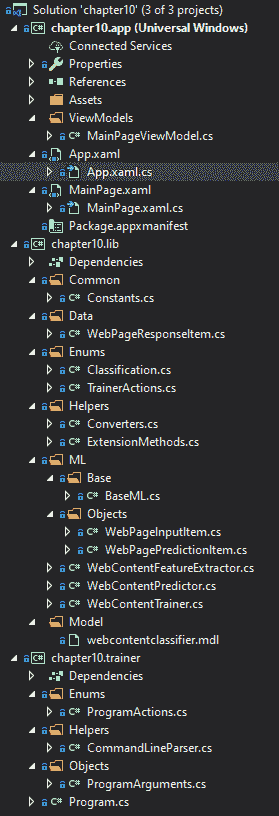 Solution 'chapter10' (3 of 3 projects)
chapter10.app (Universal Windows)
Connected Services
Properties
References
Assets
ViewModels
C# MainPageViewModel.cs
App.xaml
App.xaml.cs
MainPage.xaml
MainPage.xaml.cs
Package.appxmanifest
C# chapter10.lib
Dependencies
Common
C# Constants.cs
Data
C# WebPageResponseItem.cs
Enums
C# Classification.cs
C# TrainerActions.cs
Helpers
C# Converters.cs
C# ExtensionMethods.cs
ML
Base
C# BaseML.cs
Objects
C# WebPageInputItem.cs
C# WebPagePredictionItem.cs
C# WebContentFeatureExtractor.cs
C# WebContentPredictor.cs
C# WebContentTrainer.cs
Model
webcontentclassifier.mdl
C# chapter10.trainer
Dependencies
Enums
C# ProgramActions.cs
Helpers
C# CommandLineParser.cs
Objects
C# ProgramArguments.cs
C# Program.cs